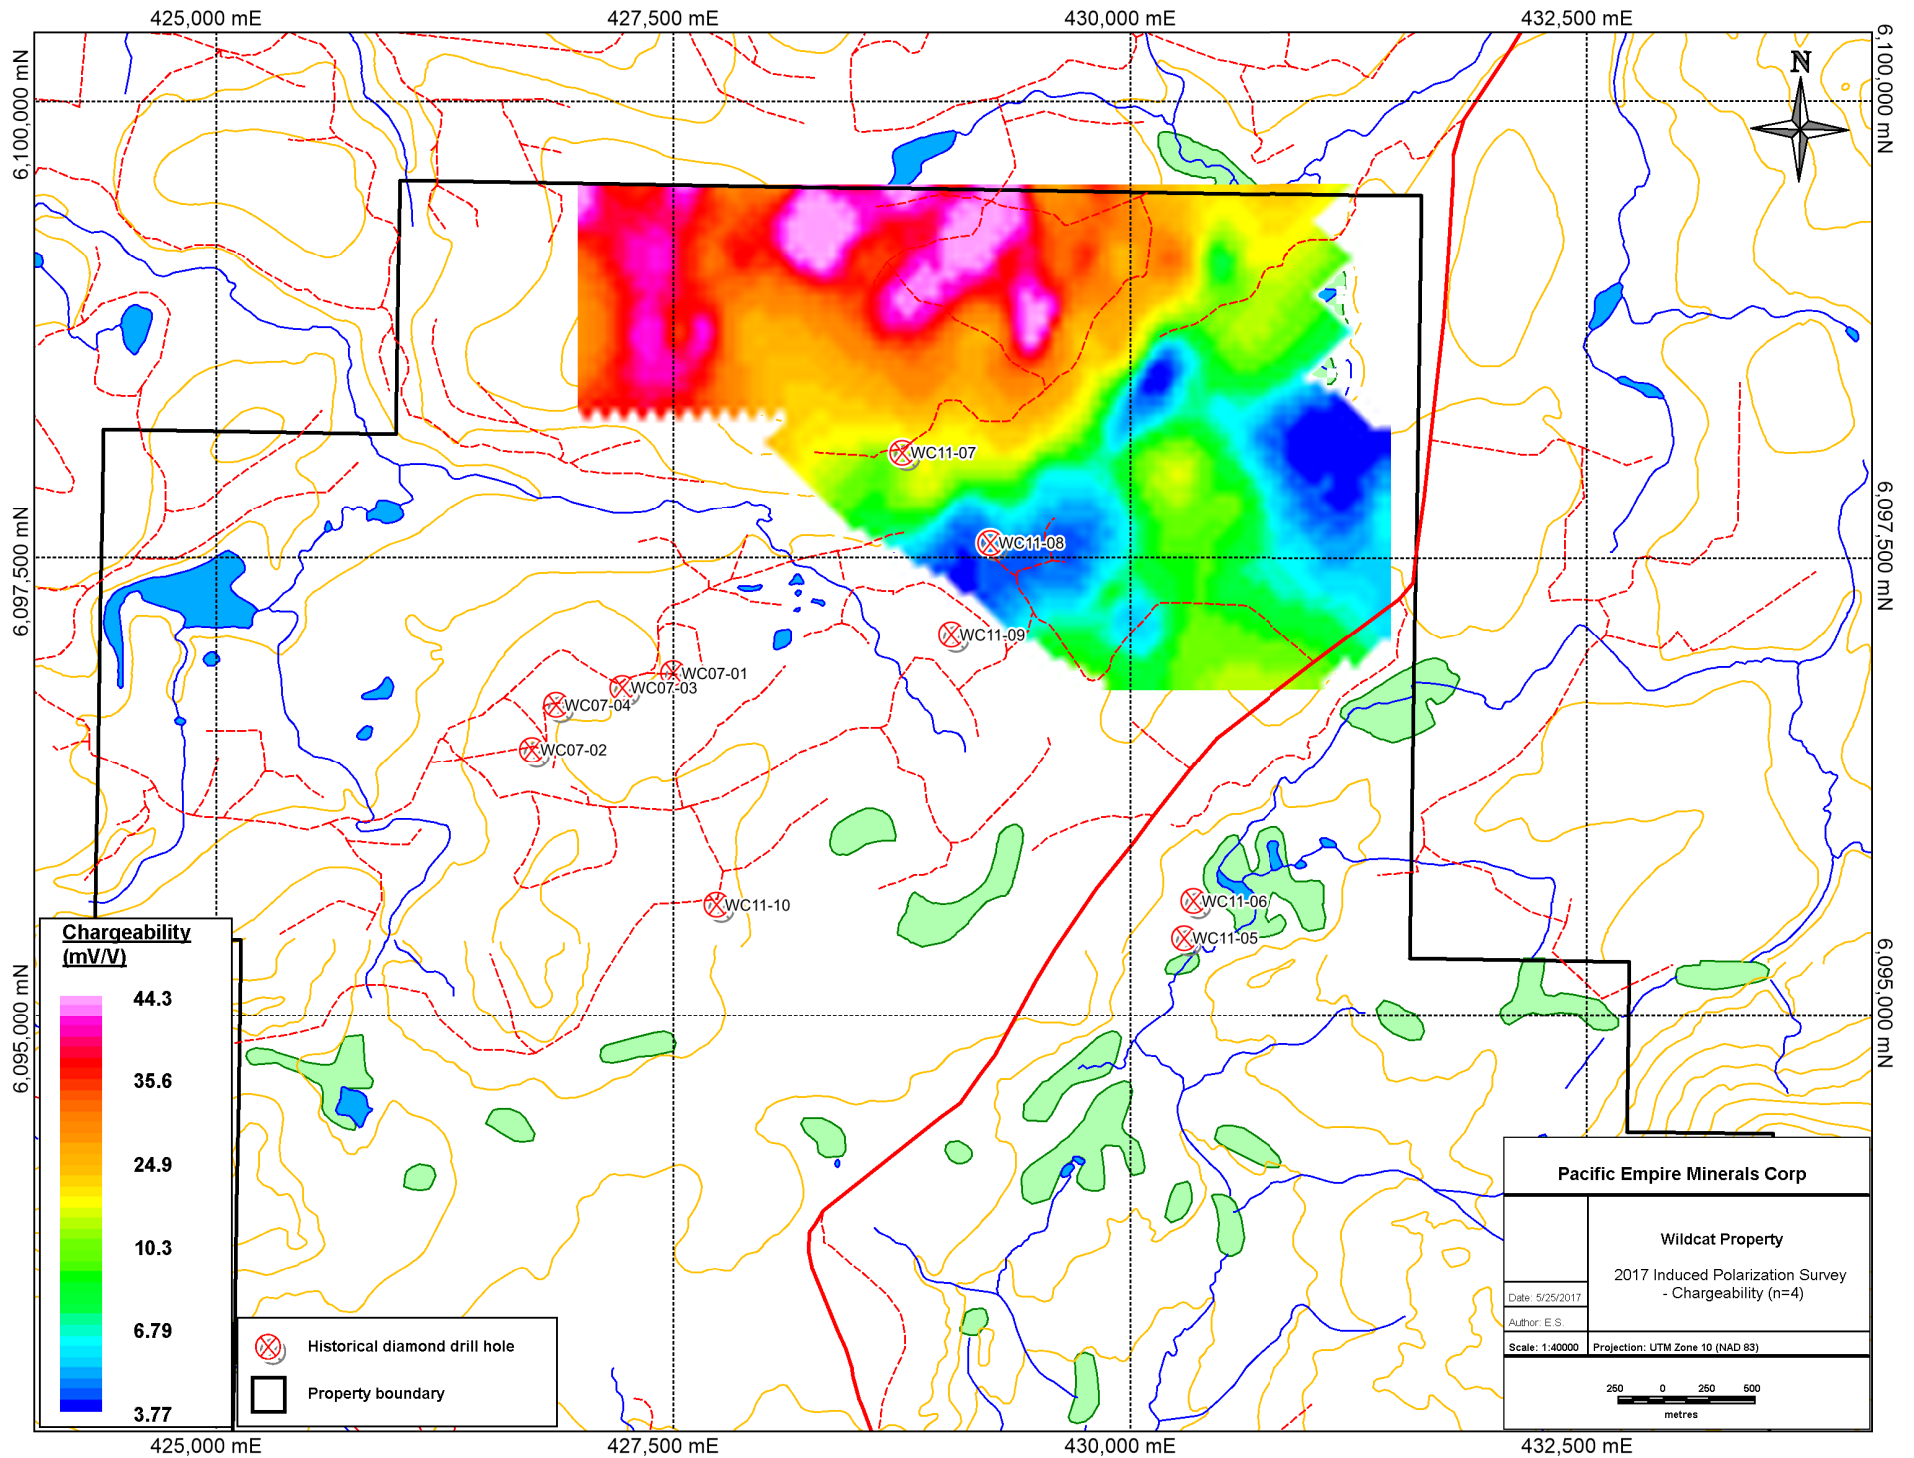 425,000 mE
427,500 mE
430,000 mE
432,500 mE
6,100,000 mN
6,100,000 mN
N
WC11-07
6,097,500 mN
WC11-08
6,097,500 mN
WC11-09
WC07-01
WC07-03
WC07-04
WC07-02
WC11-10
WC11-06
WC11-05
6,095,000 mN
6,095,000 mN
Chargeability
(mV/V)
44.3
35.6
24.9
10.3
6.79
3.77
Historical diamond drill hole
Property boundary
Pacific Empire Minerals Corp
Wildcat Property
2017 Induced Polarization Survey
- Chargeability (n=4)
Date: 5/25/2017
Author: E.S.
Scale: 1:40000
Projection: UTM Zone 10 (NAD 83)
250 0 250 500
metres
425,000 mE
427,500 mE
430,000 mE
432,500 mE